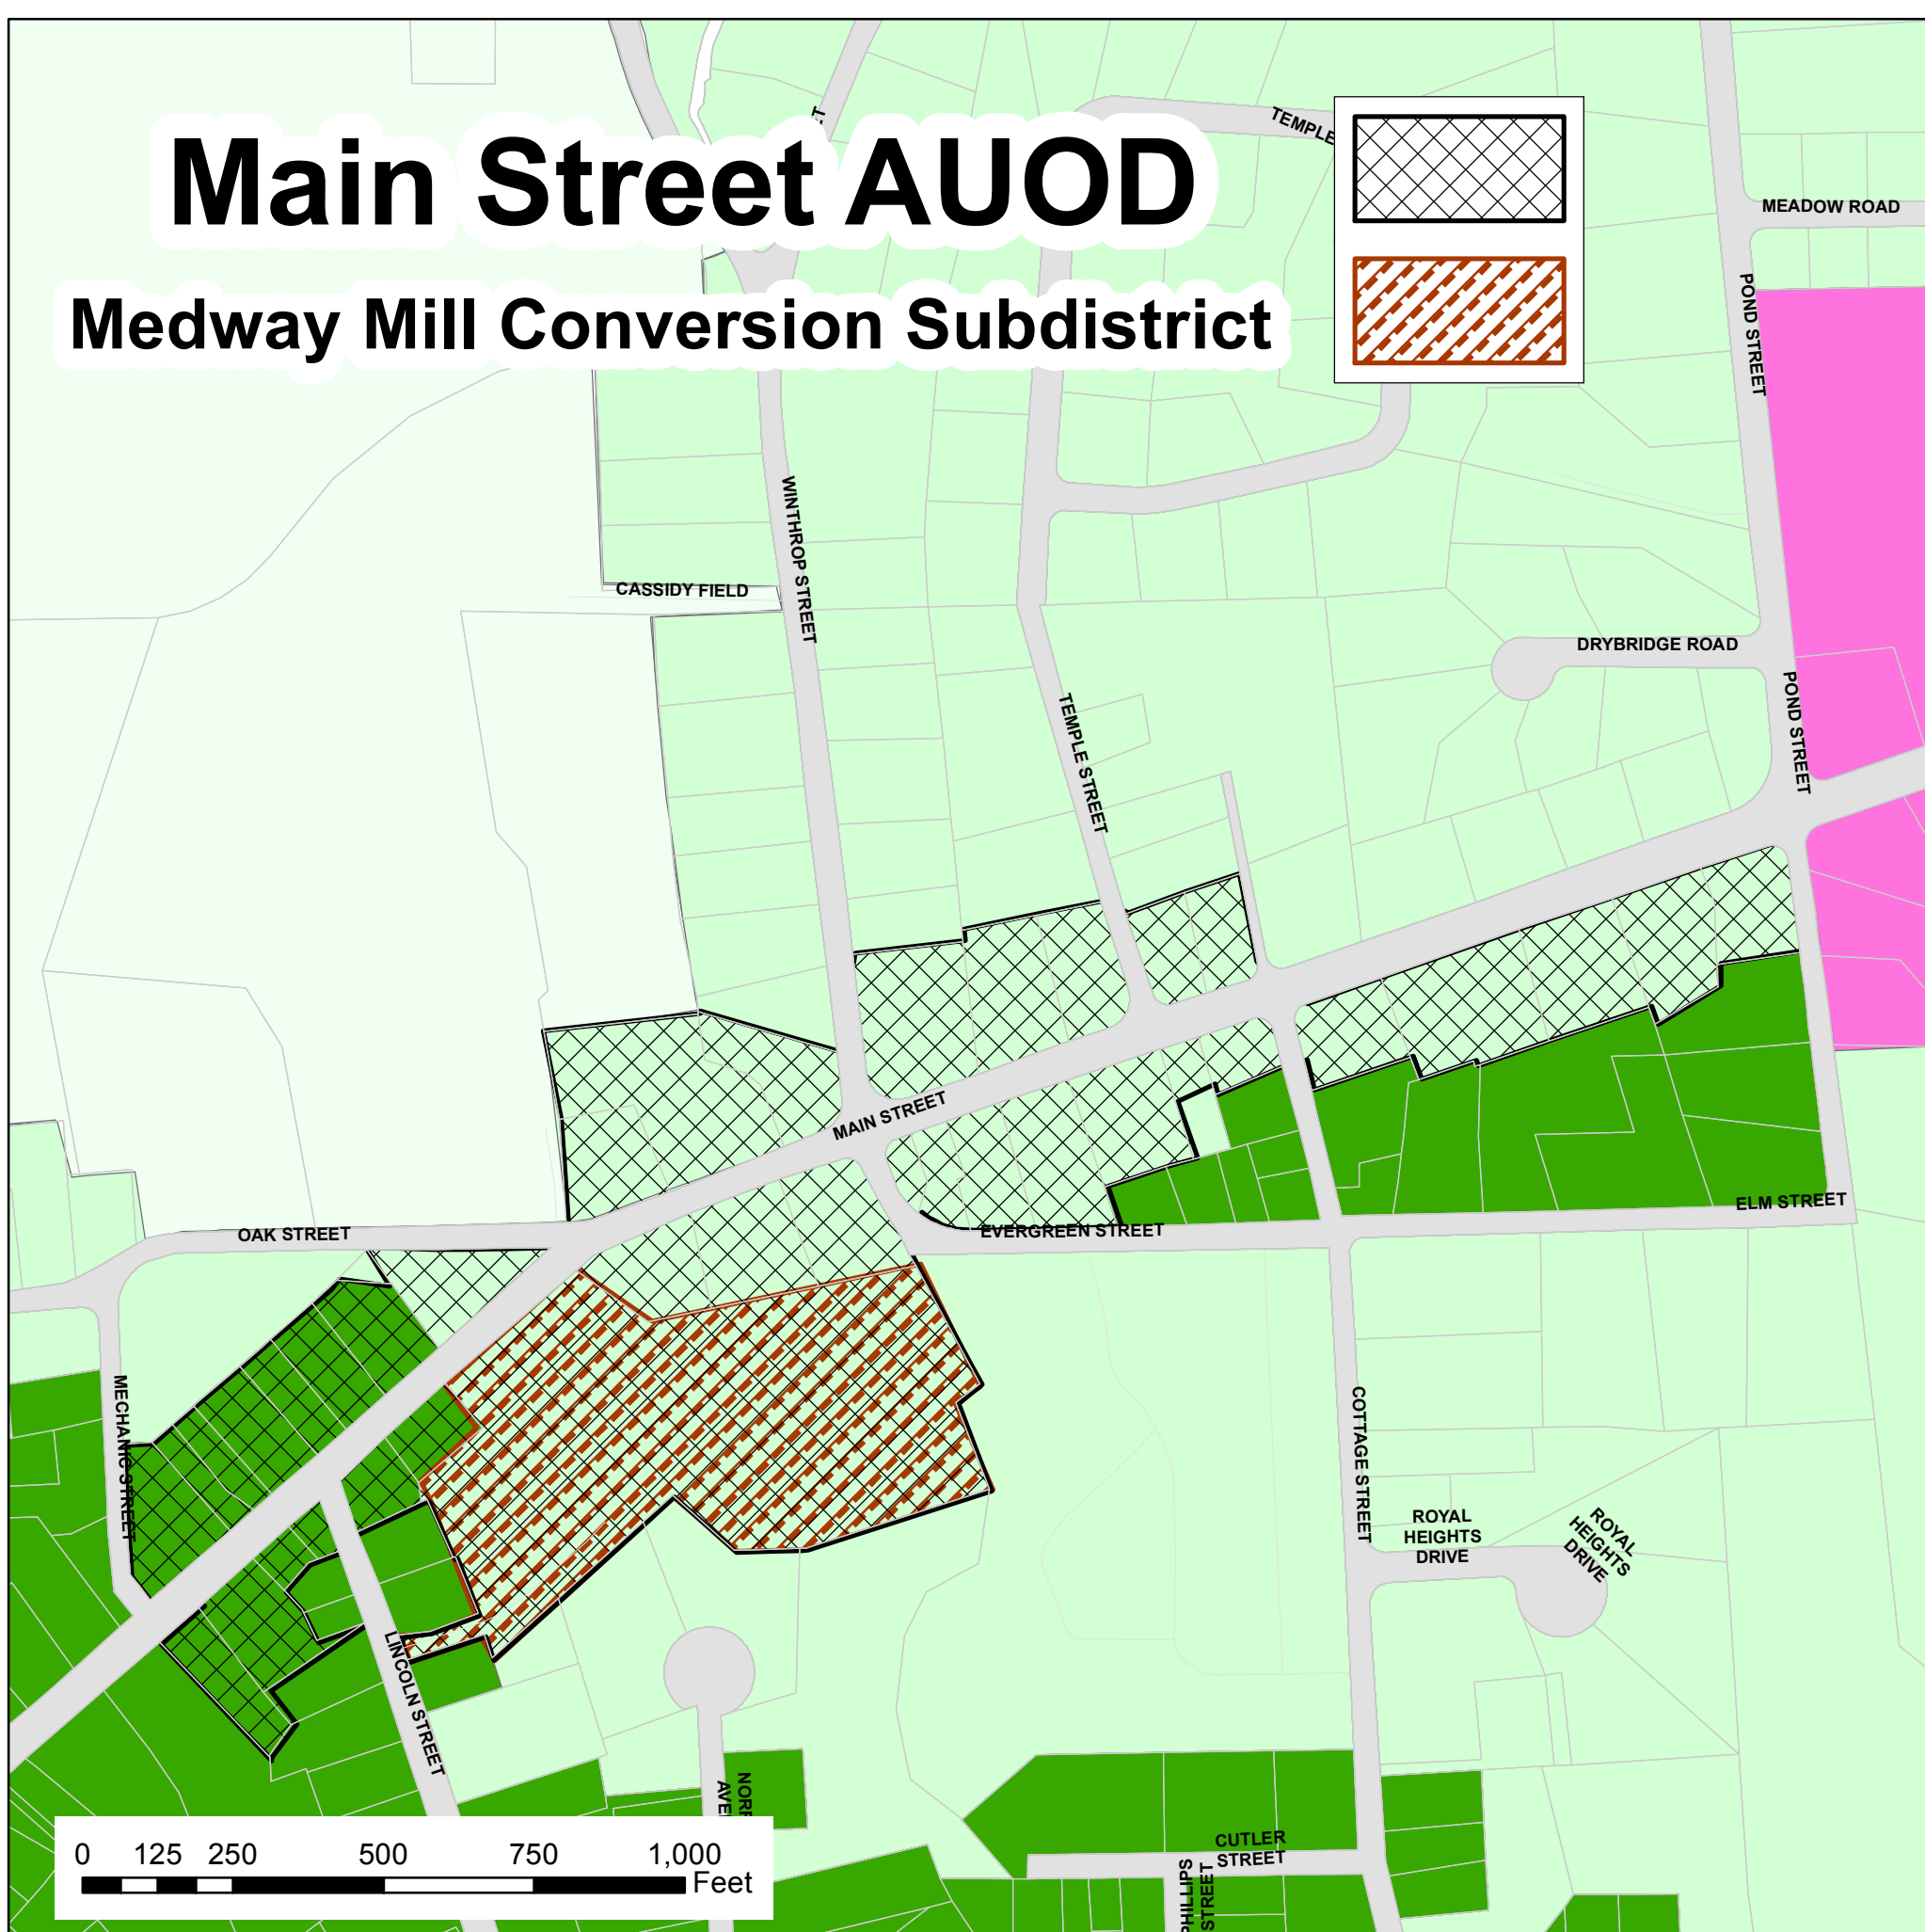 Main Street AUOD
Medway Mill Conversion Subdistrict
TEMPLE
MEADOW ROAD
POND STREET
WINTHROP STREET
CASSIDY FIELD
DRYBRIDGE ROAD
POND STREET
TEMPLE STREET
MAIN STREET
OAK STREET
EVERGREEN STREET
ELM STREET
MECHANIC STREET
COTTAGE STREET
ROYAL
HEIGHTS
DRIVE
ROYAL
HEIGHTS
DRIVE
LINCOLN STREET
CUTLER
STREET
PHILLIPS
STREET
0 125 250 500 750 1,000
Feet